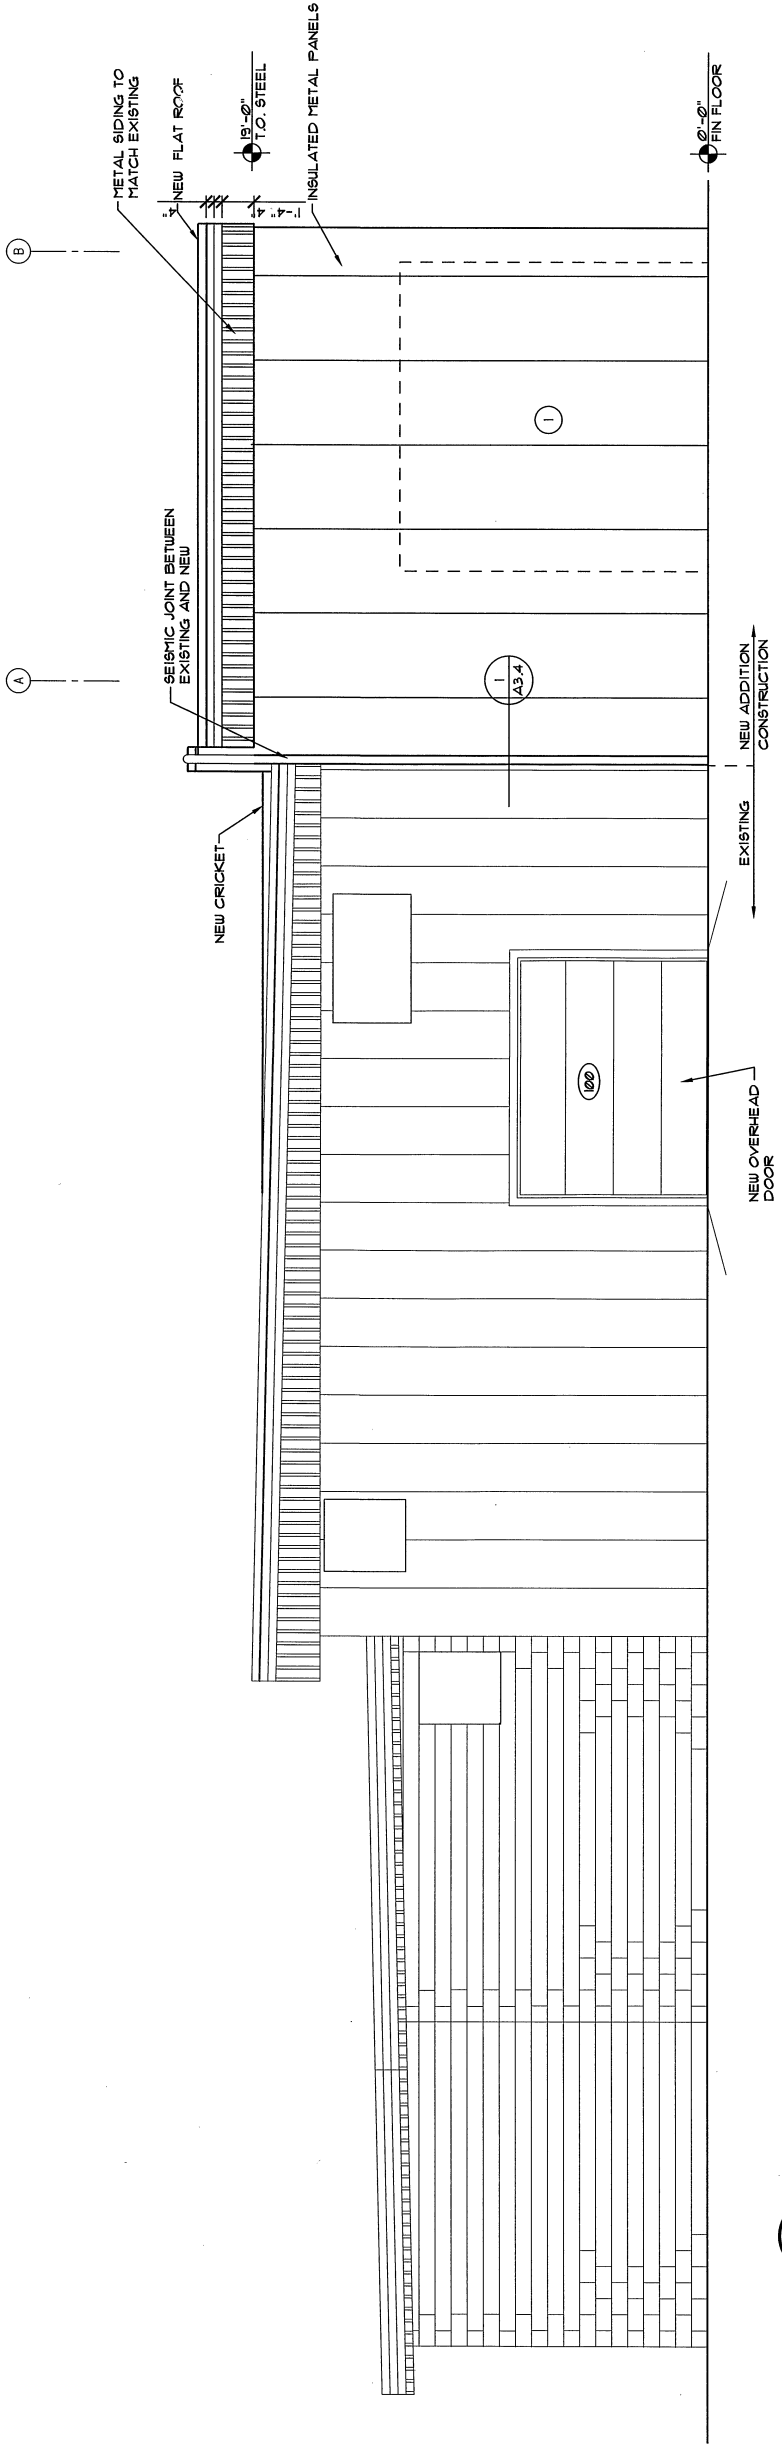 A
B
METAL SIDING TO
MATCH EXISTING
SEISMIC JOINT BETWEEN
EXISTING AND NEW
NEW FLAT ROOF
4"
NEW CRICKET
19'-0"
T.O. STEEL
4"
1'-4"
INSULATED METAL PANELS
1
A3.4
1
100
0'-0"
FIN FLOOR
EXISTING
NEW ADDITION
CONSTRUCTION
NEW OVERHEAD
DOOR